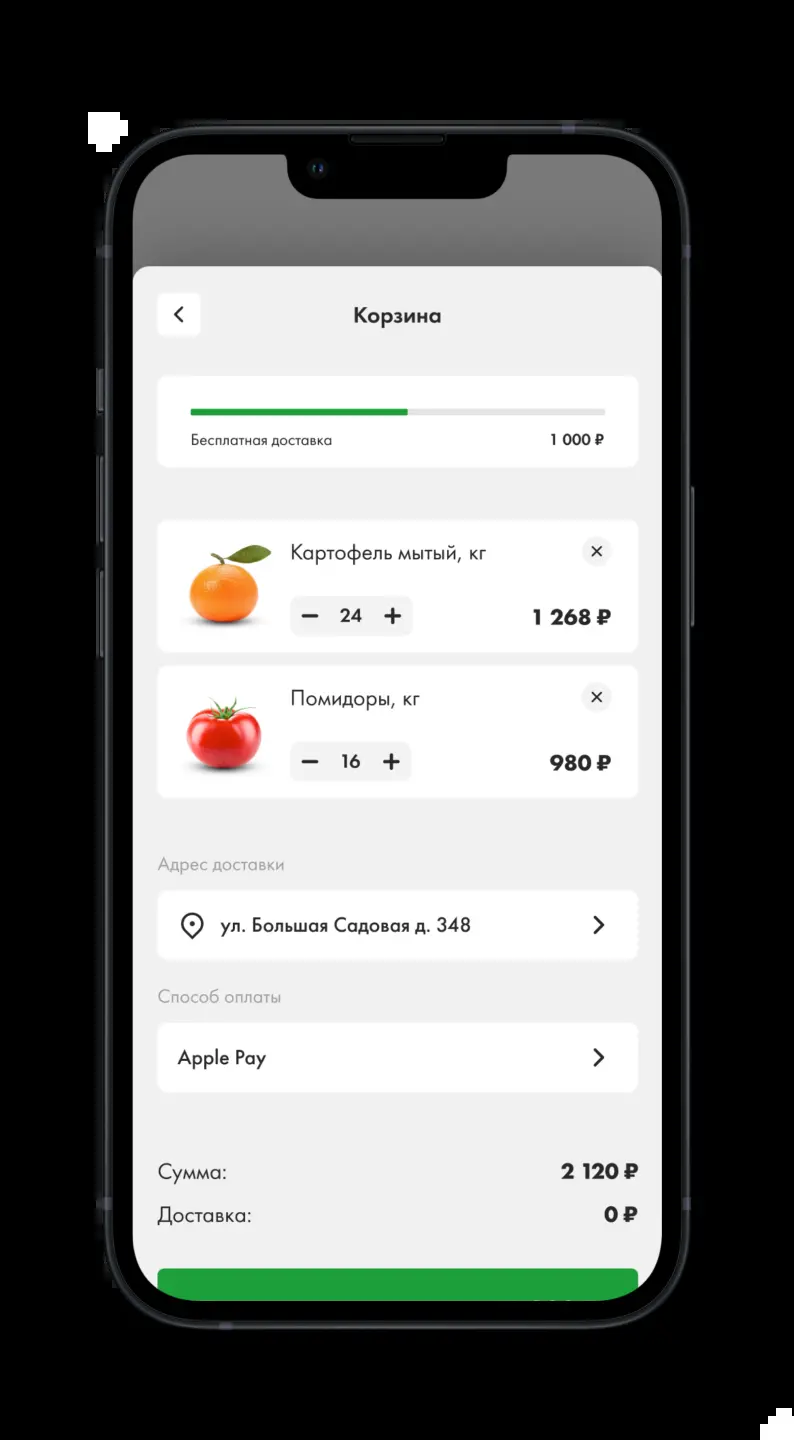 Корзина
Бесплатная доставка 1 000 ₽
Картофель мытый, кг
24 1 268 ₽
Помидоры, кг
16 980 ₽
Адрес доставки
ул. Большая Садовая д. 348
Способ оплаты
Apple Pay
Сумма: 2 120 ₽
Доставка: 0 ₽